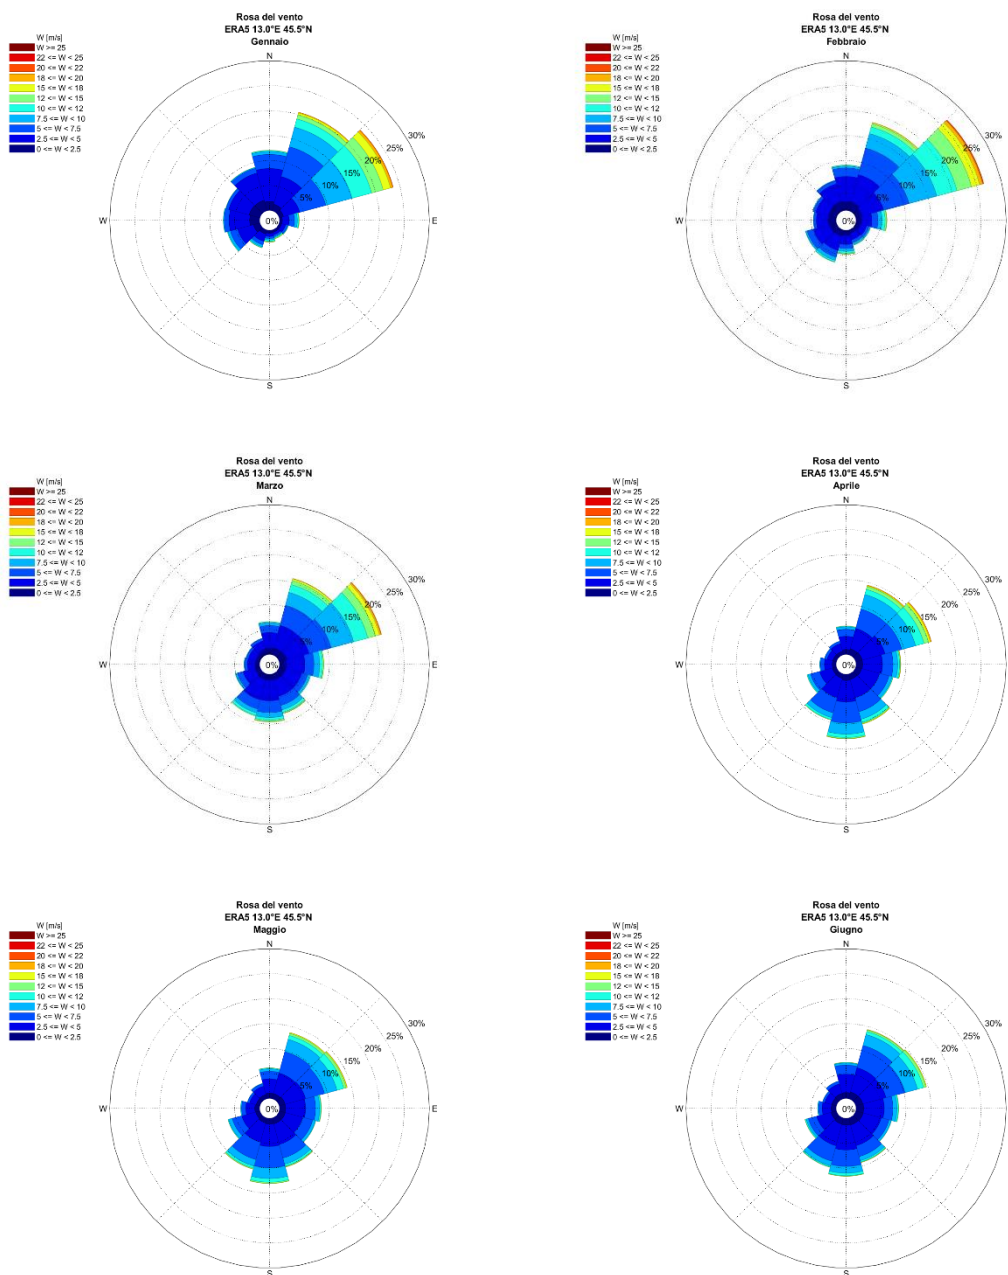 Rosa del vento
ERA5 13.0°E 45.5°N
Gennaio
W [m/s]
W >= 25
22 <= W < 25
20 <= W < 22
18 <= W < 20
15 <= W < 18
12 <= W < 15
10 <= W < 12
7.5 <= W < 10
5 <= W < 7.5
2.5 <= W < 5
0 <= W < 2.5
N
30%
25%
20%
15%
10%
5%
0%
W
E
S
Rosa del vento
ERA5 13.0°E 45.5°N
Febbraio
W [m/s]
W >= 25
22 <= W < 25
20 <= W < 22
18 <= W < 20
15 <= W < 18
12 <= W < 15
10 <= W < 12
7.5 <= W < 10
5 <= W < 7.5
2.5 <= W < 5
0 <= W < 2.5
N
30%
25%
20%
15%
10%
5%
0%
W
S
Rosa del vento
ERA5 13.0°E 45.5°N
Marzo
W [m/s]
W >= 25
22 <= W < 25
20 <= W < 22
18 <= W < 20
15 <= W < 18
12 <= W < 15
10 <= W < 12
7.5 <= W < 10
5 <= W < 7.5
2.5 <= W < 5
0 <= W < 2.5
N
30%
25%
20%
15%
10%
5%
0%
W
E
S
Rosa del vento
ERA5 13.0°E 45.5°N
Aprile
W [m/s]
W >= 25
22 <= W < 25
20 <= W < 22
18 <= W < 20
15 <= W < 18
12 <= W < 15
10 <= W < 12
7.5 <= W < 10
5 <= W < 7.5
2.5 <= W < 5
0 <= W < 2.5
N
30%
25%
20%
15%
10%
5%
0%
W
S
Rosa del vento
ERA5 13.0°E 45.5°N
Maggio
W [m/s]
W >= 25
22 <= W < 25
20 <= W < 22
18 <= W < 20
15 <= W < 18
12 <= W < 15
10 <= W < 12
7.5 <= W < 10
5 <= W < 7.5
2.5 <= W < 5
0 <= W < 2.5
N
30%
25%
20%
15%
10%
5%
0%
W
E
S
Rosa del vento
ERA5 13.0°E 45.5°N
Giugno
W [m/s]
W >= 25
22 <= W < 25
20 <= W < 22
18 <= W < 20
15 <= W < 18
12 <= W < 15
10 <= W < 12
7.5 <= W < 10
5 <= W < 7.5
2.5 <= W < 5
0 <= W < 2.5
N
30%
25%
20%
15%
10%
5%
0%
W
S